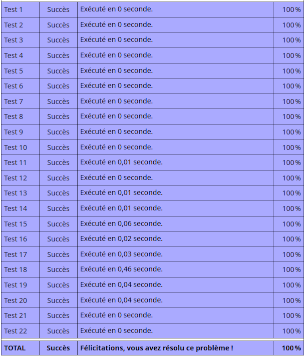 Test 1 Succès Exécuté en 0 seconde. 100 %
Test 2 Succès Exécuté en 0 seconde. 100 %
Test 3 Succès Exécuté en 0 seconde. 100 %
Test 4 Succès Exécuté en 0 seconde. 100 %
Test 5 Succès Exécuté en 0 seconde. 100 %
Test 6 Succès Exécuté en 0 seconde. 100 %
Test 7 Succès Exécuté en 0 seconde. 100 %
Test 8 Succès Exécuté en 0 seconde. 100 %
Test 9 Succès Exécuté en 0 seconde. 100 %
Test 10 Succès Exécuté en 0 seconde. 100 %
Test 11 Succès Exécuté en 0,01 seconde. 100 %
Test 12 Succès Exécuté en 0 seconde. 100 %
Test 13 Succès Exécuté en 0,01 seconde. 100 %
Test 14 Succès Exécuté en 0,01 seconde. 100 %
Test 15 Succès Exécuté en 0,06 seconde. 100 %
Test 16 Succès Exécuté en 0,02 seconde. 100 %
Test 17 Succès Exécuté en 0,03 seconde. 100 %
Test 18 Succès Exécuté en 0,46 seconde. 100 %
Test 19 Succès Exécuté en 0,04 seconde. 100 %
Test 20 Succès Exécuté en 0,04 seconde. 100 %
Test 21 Succès Exécuté en 0 seconde. 100 %
Test 22 Succès Exécuté en 0 seconde. 100 %
TOTAL Succès Félicitations, vous avez résolu ce problème ! 100 %